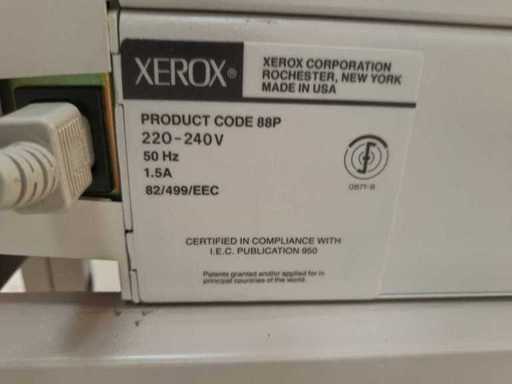 XEROX®
XEROX CORPORATION
ROCHESTER, NEW YORK
MADE IN USA
PRODUCT CODE 88P
220-240V
50 Hz
1.5A
82/499/EEC
CERTIFIED IN COMPLIANCE WITH
I.E.C. PUBLICATION 950
Patents granted and/or applied for in
principal countries of the world.